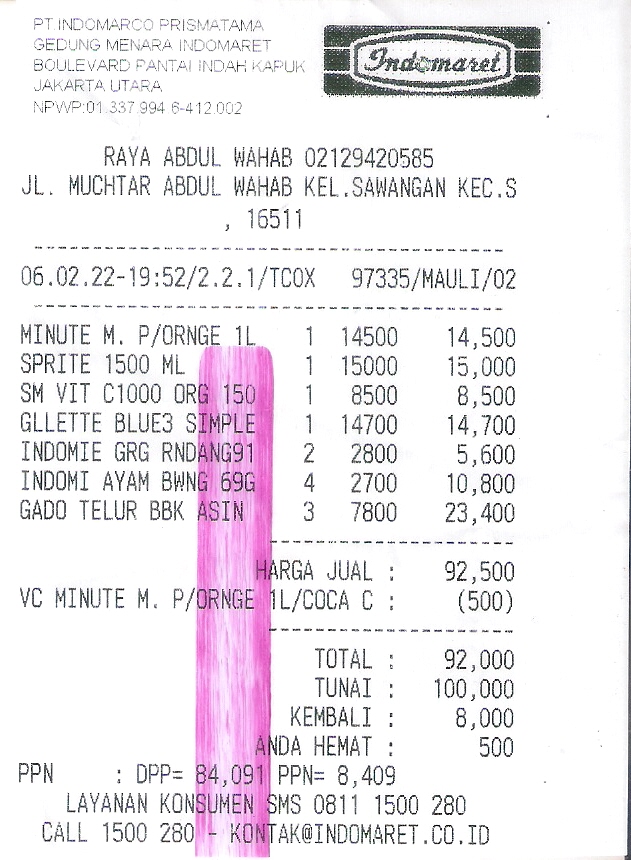 PT.INDOMARCO PRISMATAMA
GEDUNG MENARA INDOMARET
BOULEVARD PANTAI INDAH KAPUK
JAKARTA UTARA
NPWP:01.337.994.6-412.002
Indomaret
RAYA ABDUL WAHAB 02129420585
JL. MUCHTAR ABDUL WAHAB KEL.SAWANGAN KEC.S
, 16511
06.02.22-19:52/2.2.1/TCOX 97335/MAULI/02
MINUTE M. P/ORNGE 1L 1 14500 14,500
SPRITE 1500 ML 1 15000 15,000
SM VIT C1000 ORG 150 1 8500 8,500
GLLETTE BLUE3 SIMPLE 1 14700 14,700
INDOMIE GRG RNDANG91 2 2800 5,600
INDOMI AYAM BWNG 69G 4 2700 10,800
GADO TELUR BBK ASIN 3 7800 23,400
HARGA JUAL : 92,500
VC MINUTE M. P/ORNGE 1L/COCA C : (500)
TOTAL : 92,000
TUNAI : 100,000
KEMBALI : 8,000
ANDA HEMAT : 500
PPN : DPP= 84,091 PPN= 8,409
LAYANAN KONSUMEN SMS 0811 1500 280
CALL 1500 280 - KONTAK@INDOMARET.CO.ID